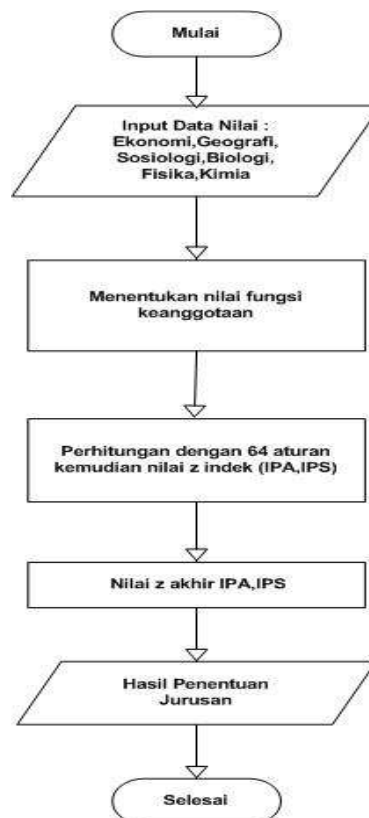 Mulai
Input Data Nilai :
Ekonomi,Geografi,
Sosiologi,Biologi,
Fisika,Kimia
Menentukan nilai fungsi
keanggotaan
Perhitungan dengan 64 aturan
kemudian nilai z indek (IPA,IPS)
Nilai z akhir IPA,IPS
Hasil Penentuan
Jurusan
Selesai